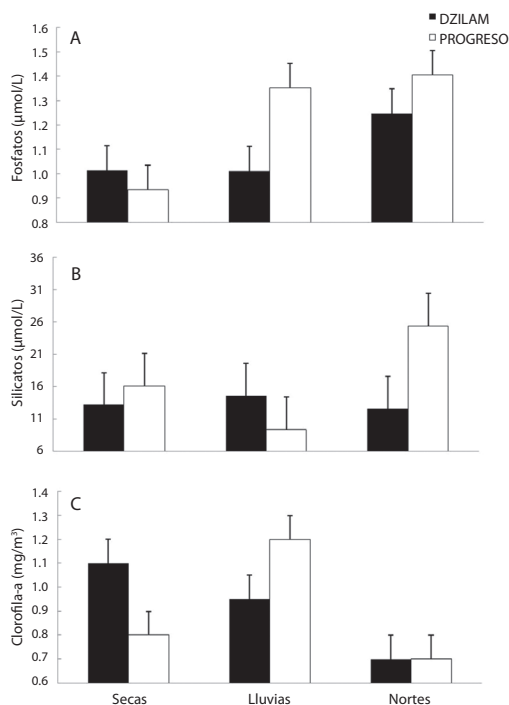 DZILAM
PROGRESO
A
Fosfatos (µmol/L)
1.6
1.5
1.4
1.3
1.2
1.1
1.0
0.9
0.8
B
Silicatos (µmol/L)
36
31
26
21
16
11
6
C
Clorofila-a (mg/m³)
1.4
1.3
1.2
1.1
1.0
0.9
0.8
0.7
0.6
Secas Lluvias Nortes